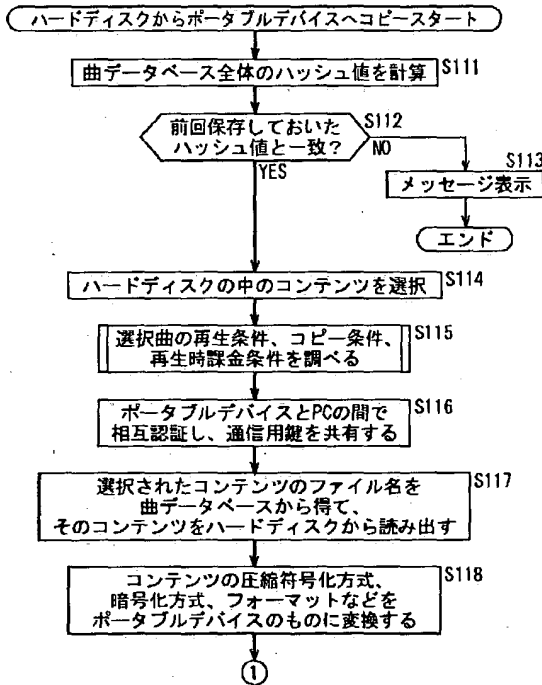 ハードディスクからポータブルデバイスへコピースタート
曲データベース全体のハッシュ値を計算
S111
前回保存しておいた
ハッシュ値と一致?
S112
NO
YES
S113
メッセージ表示
エンド
ハードディスクの中のコンテンツを選択
S114
選択曲の再生条件、コピー条件、
再生時課金条件を調べる
S115
ポータブルデバイスとPCの間で
相互認証し、通信用鍵を共有する
S116
選択されたコンテンツのファイル名を
曲データベースから得て、
そのコンテンツをハードディスクから読み出す
S117
コンテンツの圧縮符号化方式、
暗号化方式、フォーマットなどを
ポータブルデバイスのものに変換する
S118
1